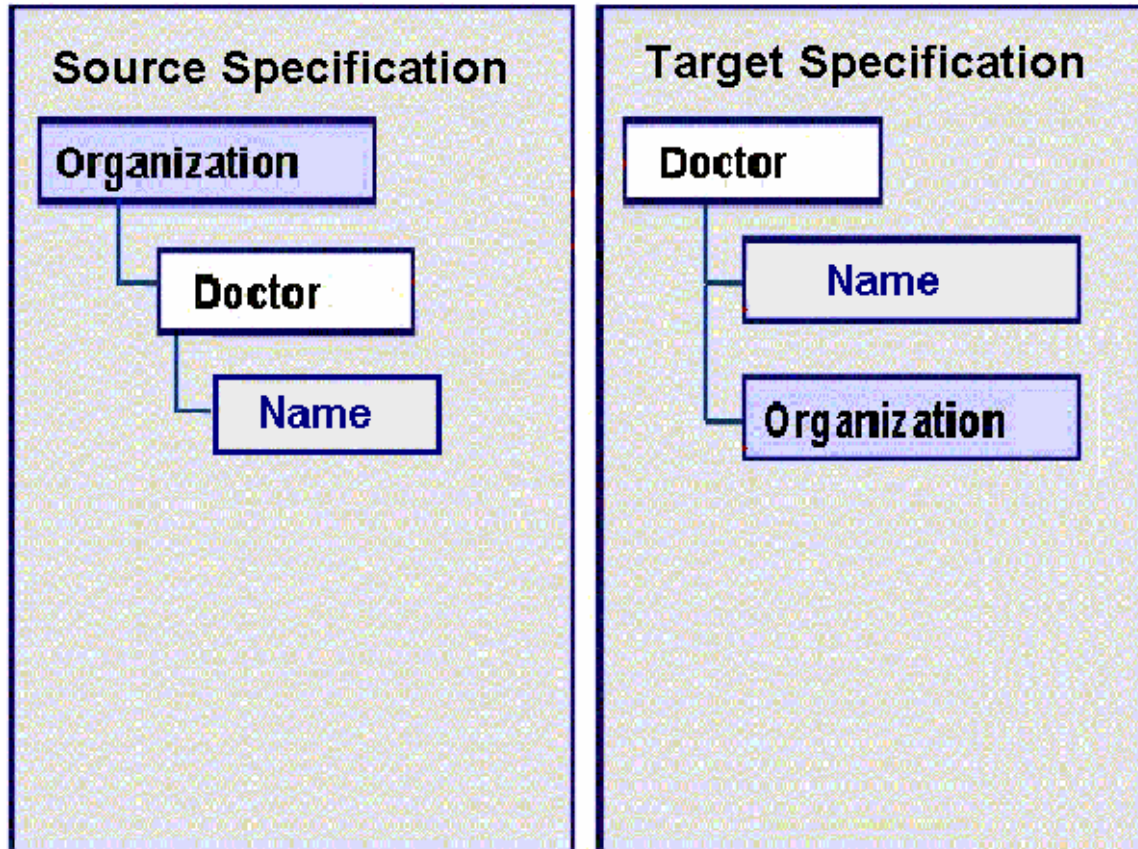 Source Specification
Organization
Doctor
Name
Target Specification
Doctor
Name
Organization